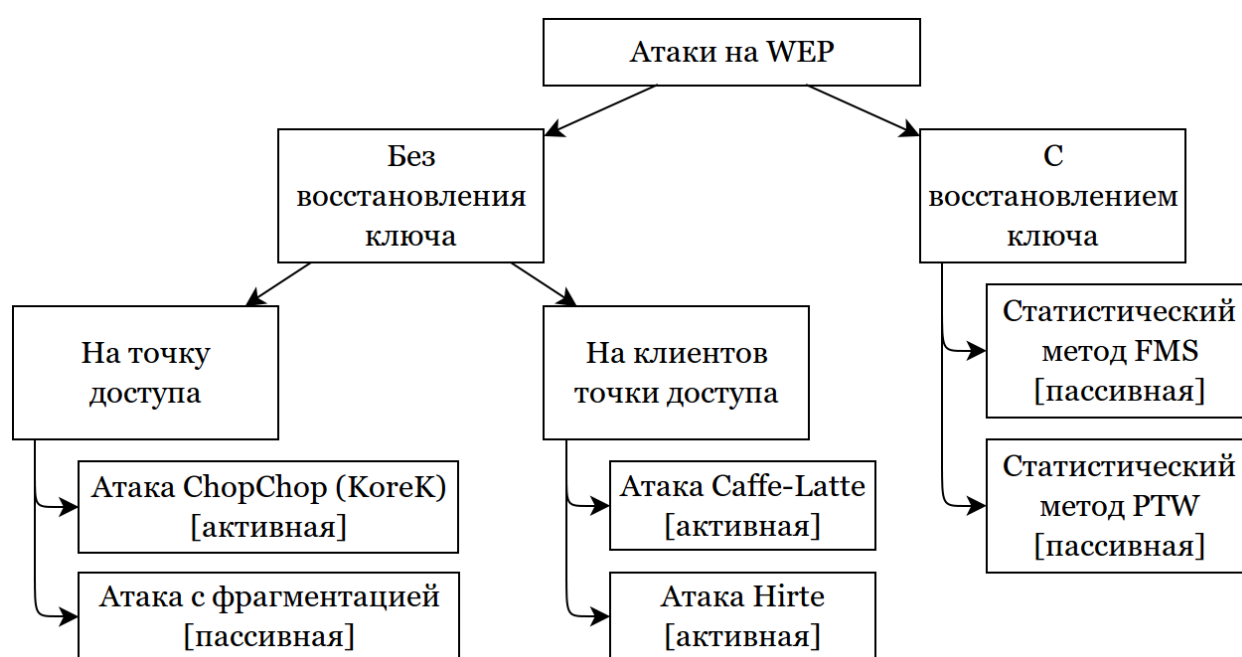 Атаки на WEP
Без
восстановления
ключа
С
восстановлением
ключа
На точку
доступа
На клиентов
точки доступа
Статистический
метод FMS
[пассивная]
Статистический
метод PTW
[пассивная]
Атака ChopChop (KoreK)
[активная]
Атака Caffe-Latte
[активная]
Атака с фрагментацией
[пассивная]
Атака Hirte
[активная]